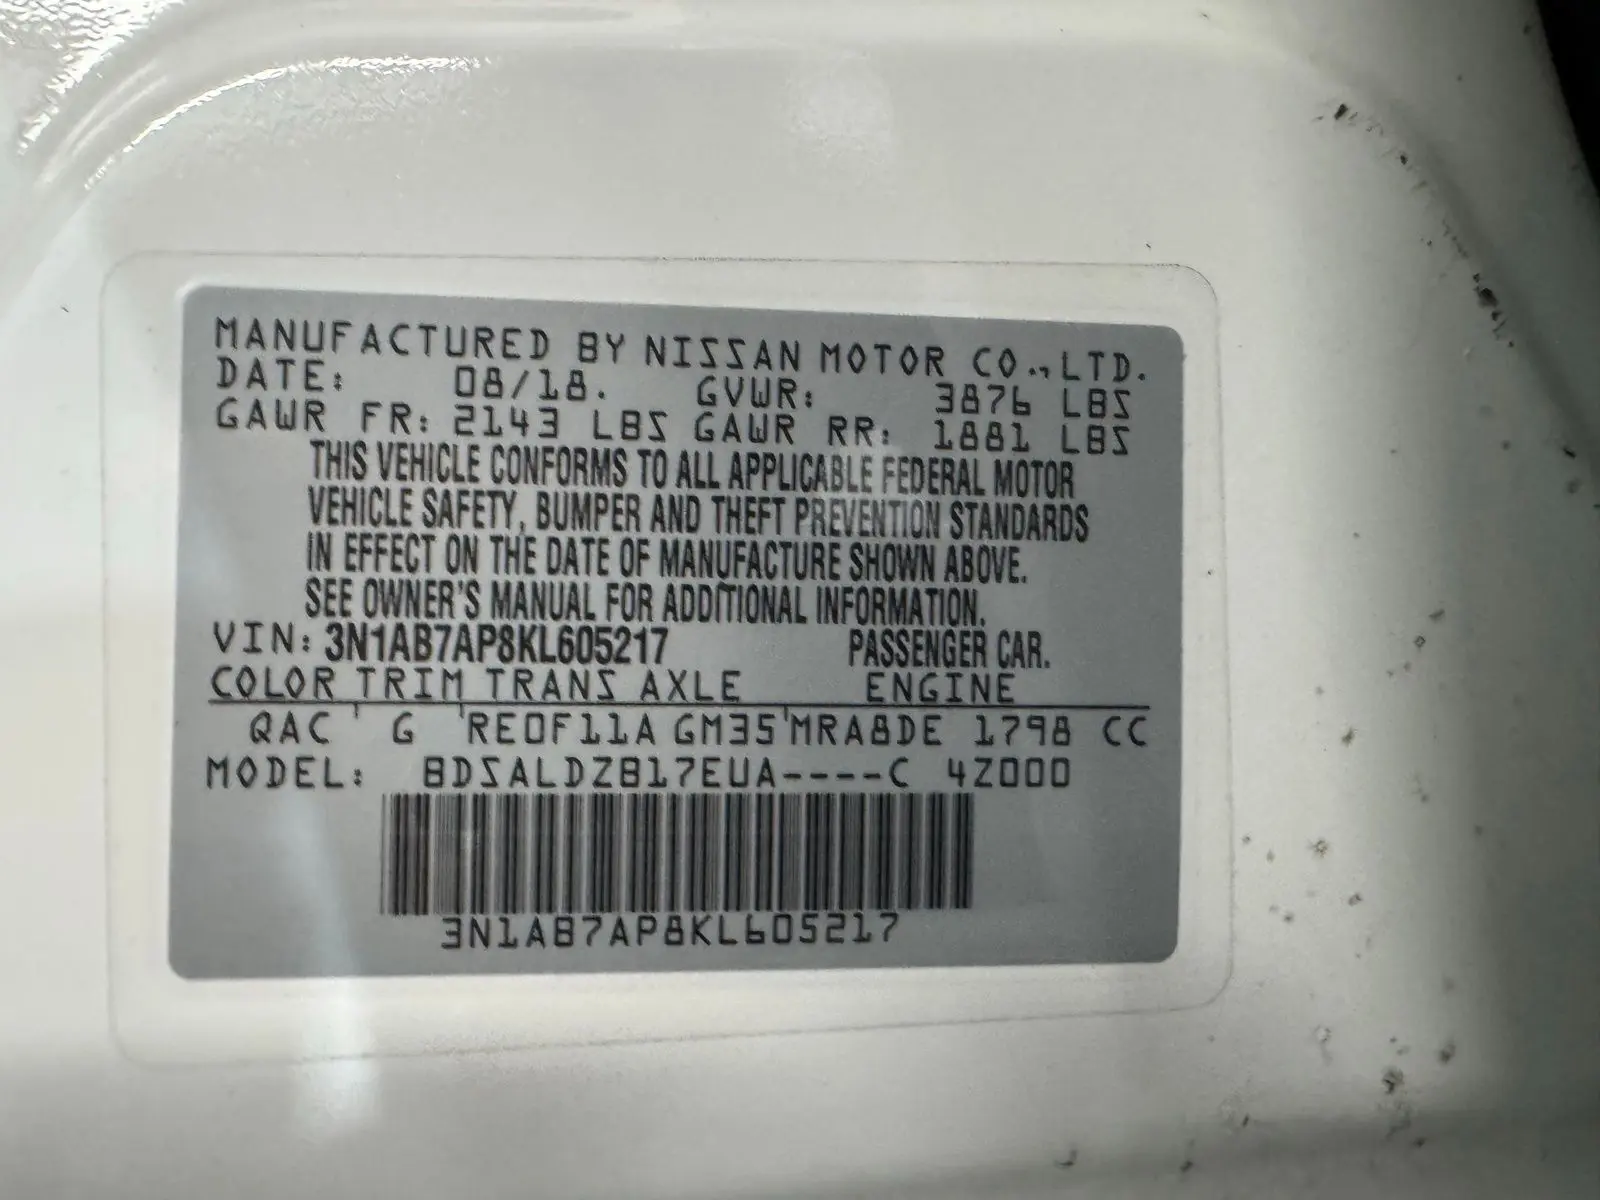 MANUFACTURED BY NISSAN MOTOR CO.,LTD.
DATE: 08/18. GVWR: 3876 LBS
GAWR FR: 2143 LBS GAWR RR: 1881 LBS
THIS VEHICLE CONFORMS TO ALL APPLICABLE FEDERAL MOTOR
VEHICLE SAFETY, BUMPER AND THEFT PREVENTION STANDARDS
IN EFFECT ON THE DATE OF MANUFACTURE SHOWN ABOVE.
SEE OWNER'S MANUAL FOR ADDITIONAL INFORMATION.
VIN: 3N1AB7AP8KL605217 PASSENGER CAR.
COLOR TRIM TRANS AXLE ENGINE
QAC G RE0F11A GM35 MRA8DE 1798 CC
MODEL: BDSALDZB17EUA----C 4Z000
3N1AB7AP8KL605217